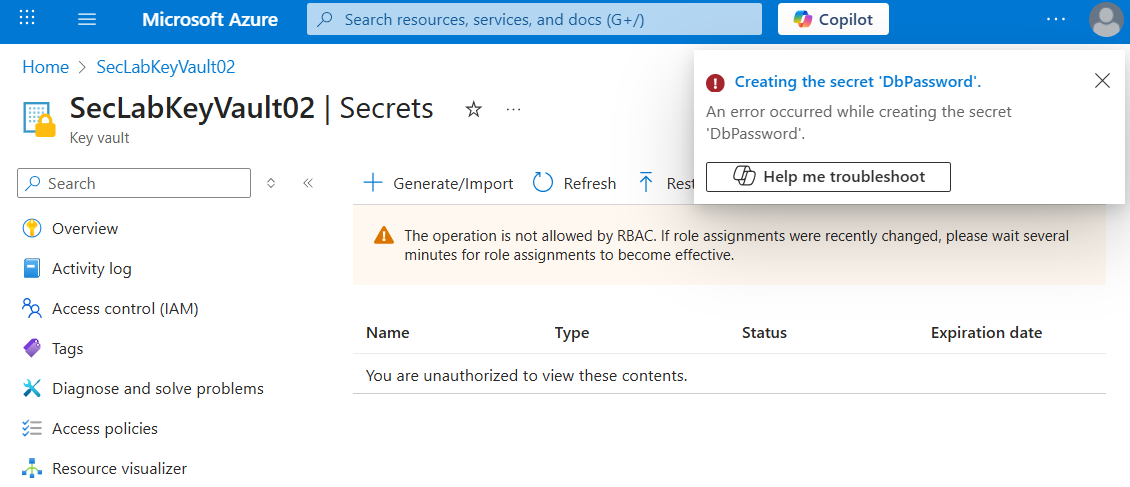 Microsoft Azure
Search resources, services, and docs (G+/)
Copilot
Home > SecLabKeyVault02
SecLabKeyVault02 | Secrets
Key vault
Creating the secret 'DbPassword'.
An error occurred while creating the secret
'DbPassword'.
Help me troubleshoot
Search
Generate/Import
Refresh
Rest
Overview
Activity log
Access control (IAM)
Tags
Diagnose and solve problems
Access policies
Resource visualizer
The operation is not allowed by RBAC. If role assignments were recently changed, please wait several
minutes for role assignments to become effective.
Name Type Status Expiration date
You are unauthorized to view these contents.